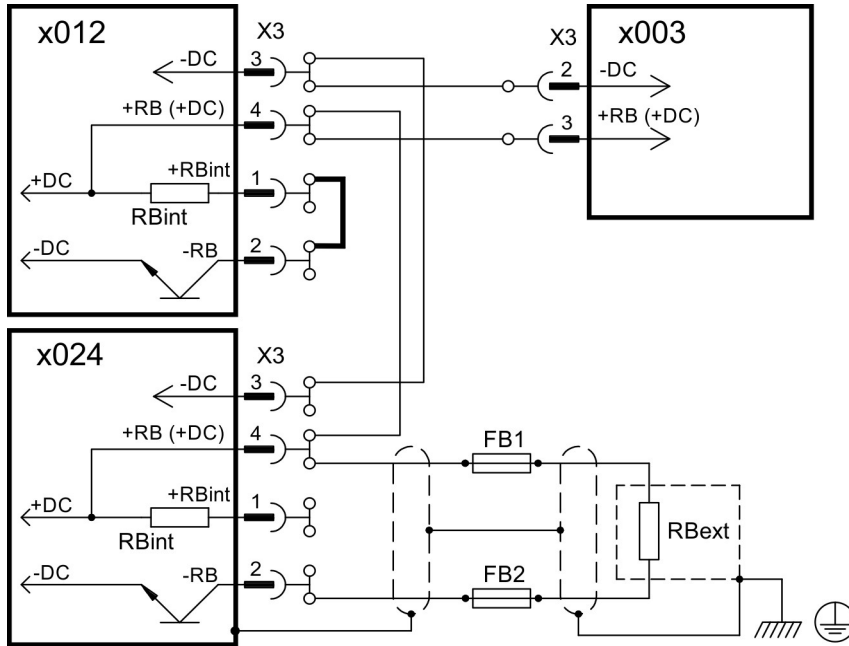 x012
X3
-DC
3
+RB (+DC)
4
+DC
+RBint
1
RBint
-DC
-RB
2
X3
x003
2
-DC
3
+RB (+DC)
x024
X3
-DC
3
+RB (+DC)
4
+DC
+RBint
1
RBint
-DC
-RB
2
FB1
RBext
FB2